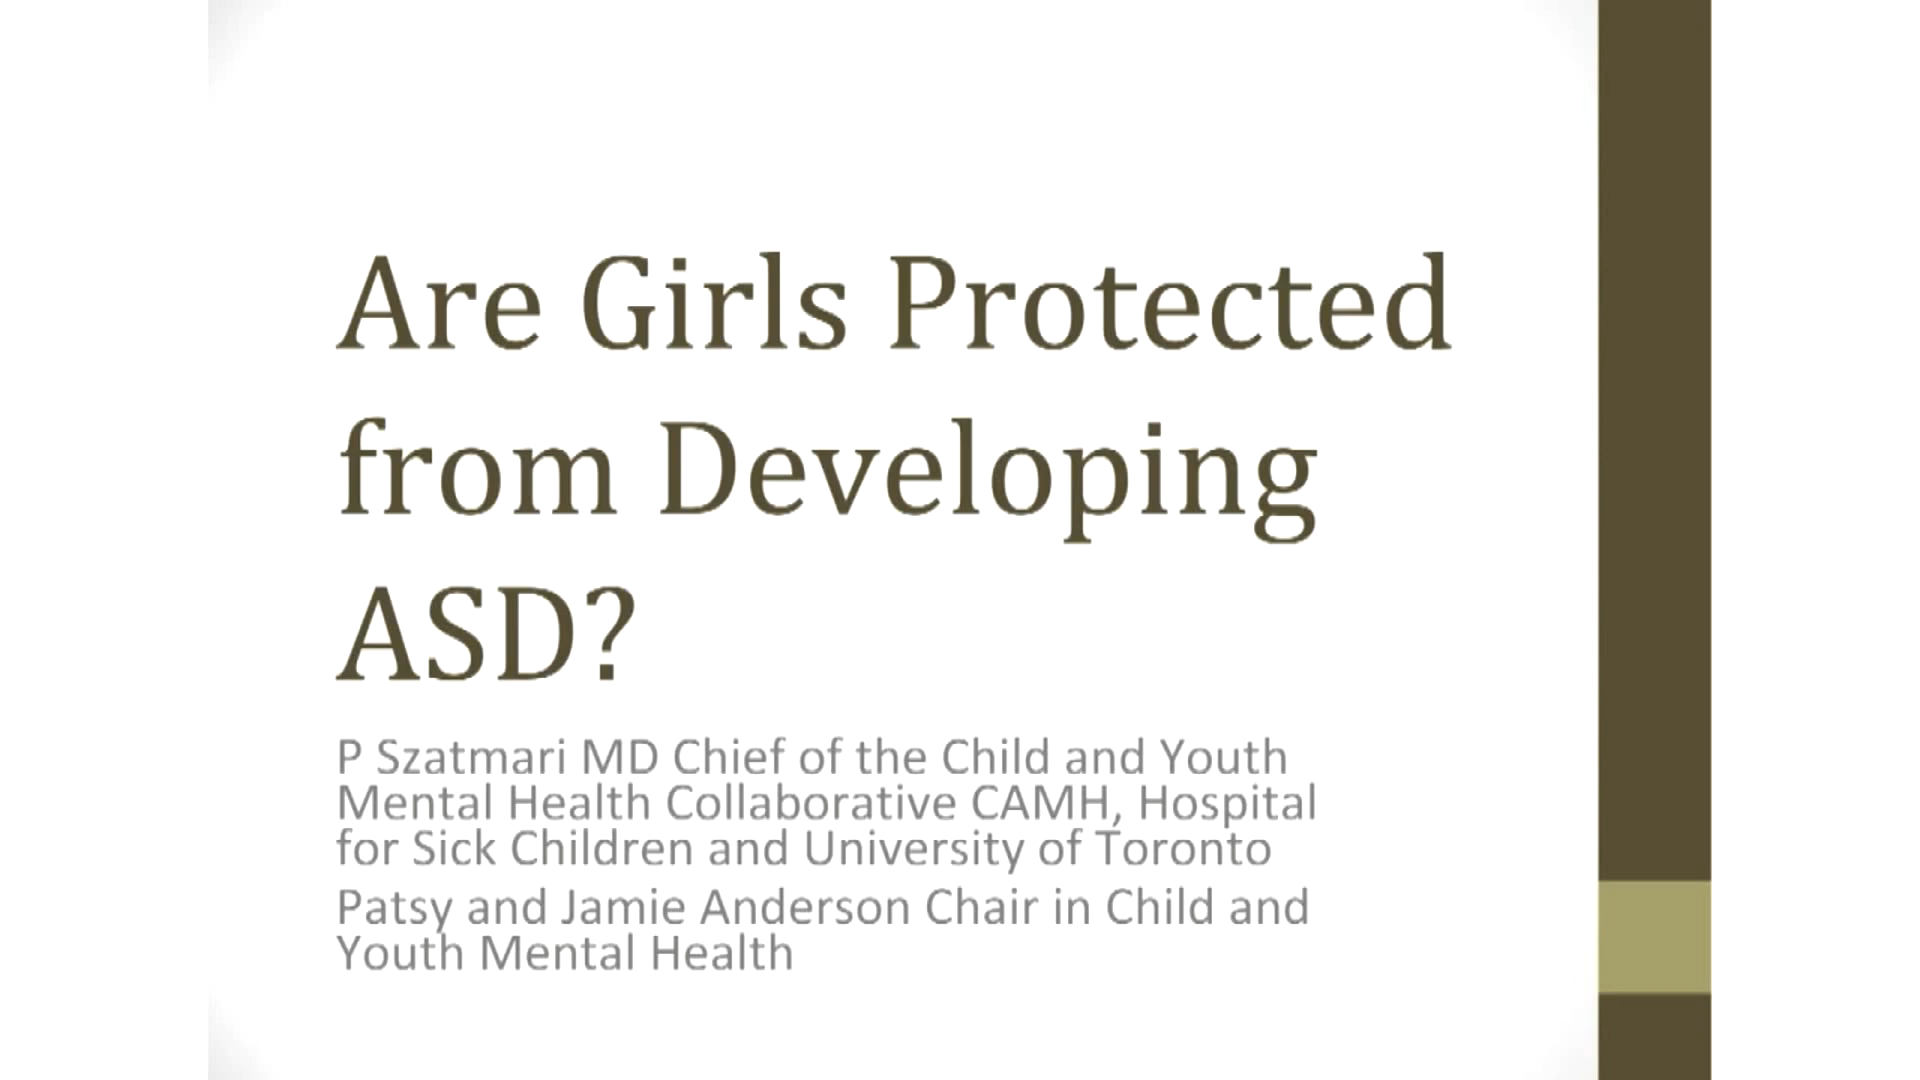 Are Girls Protected
from Developing
ASD?
P Szatmari MD Chief of the Child and Youth
Mental Health Collaborative CAMH, Hospital
for Sick Children and University of Toronto
Patsy and Jamie Anderson Chair in Child and
Youth Mental Health